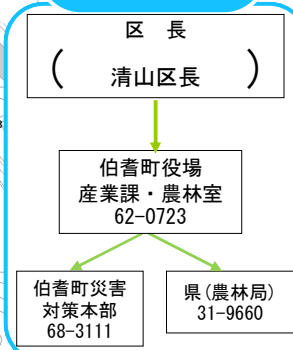 区　長
（　清山区長　）
伯耆町役場
産業課・農林室
62-0723
伯耆町災害
対策本部
68-3111
県(農林局)
31-9660